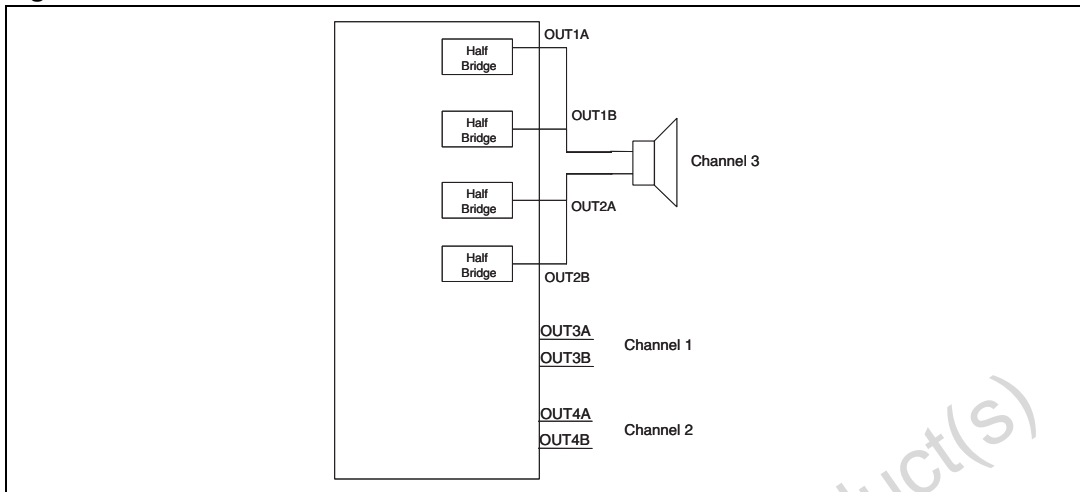 OUT1A
Half
Bridge
OUT1B
Half
Bridge
Channel 3
Half
Bridge
OUT2A
Half
Bridge
OUT2B
OUT3A
Channel 1
OUT3B
OUT4A
Channel 2
OUT4B